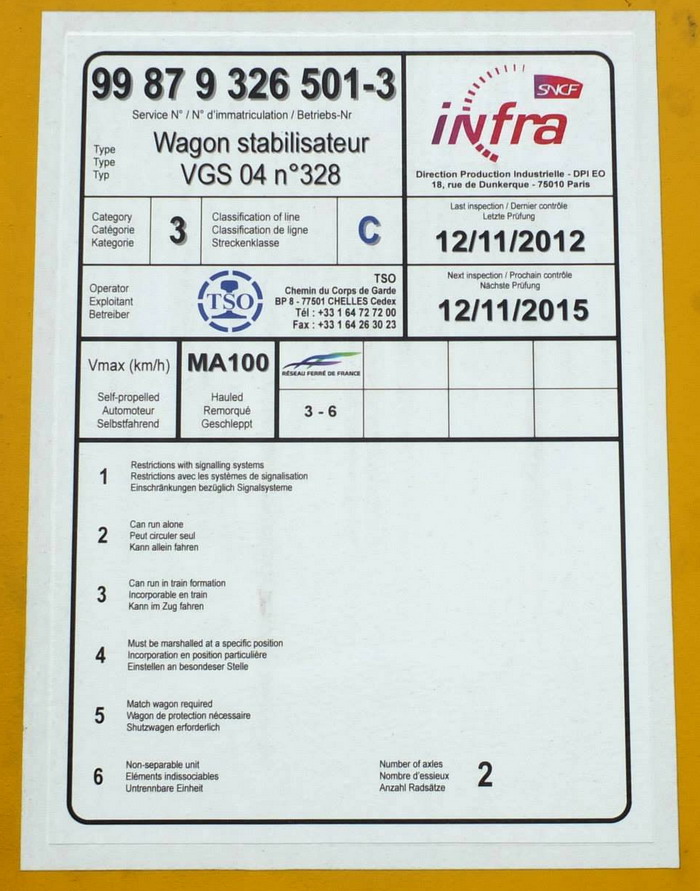 99 87 9 326 501-3
Service N° / N° d'immatriculation / Betriebs-Nr
Type
Type
Typ
Wagon stabilisateur
VGS 04 n°328
SNCF
infra
Direction Production Industrielle - DPI EO
18, rue de Dunkerque - 75010 Paris
Category
Catégorie
Kategorie
3
Classification of line
Classification de ligne
Streckenklasse
C
Last inspection / Dernier contrôle
Letzte Prüfung
12/11/2012
Operator
Exploitant
Betreiber
TSO
TSO
Chemin du Corps de Garde
BP 8 - 77501 CHELLES Cedex
Tél : +33 1 64 72 72 00
Fax : +33 1 64 26 30 23
Next inspection / Prochain contrôle
Nächste Prüfung
12/11/2015
Vmax (km/h)
MA100
RÉSEAU FERRÉ DE FRANCE
Self-propelled
Automoteur
Selbstfahrend
Hauled
Remorqué
Geschleppt
3 - 6
1
Restrictions with signalling systems
Restrictions avec les systèmes de signalisation
Einschränkungen bezüglich Signalsysteme
2
Can run alone
Peut circuler seul
Kann allein fahren
3
Can run in train formation
Incorporable en train
Kann im Zug fahren
4
Must be marshalled at a specific position
Incorporation en position particulière
Einstellen an besondeser Stelle
5
Match wagon required
Wagon de protection nécessaire
Shutzwagen erforderlich
6
Non-separable unit
Eléments indissociables
Untrennbare Einheit
Number of axles
Nombre d'essieux
Anzahl Radsätze
2